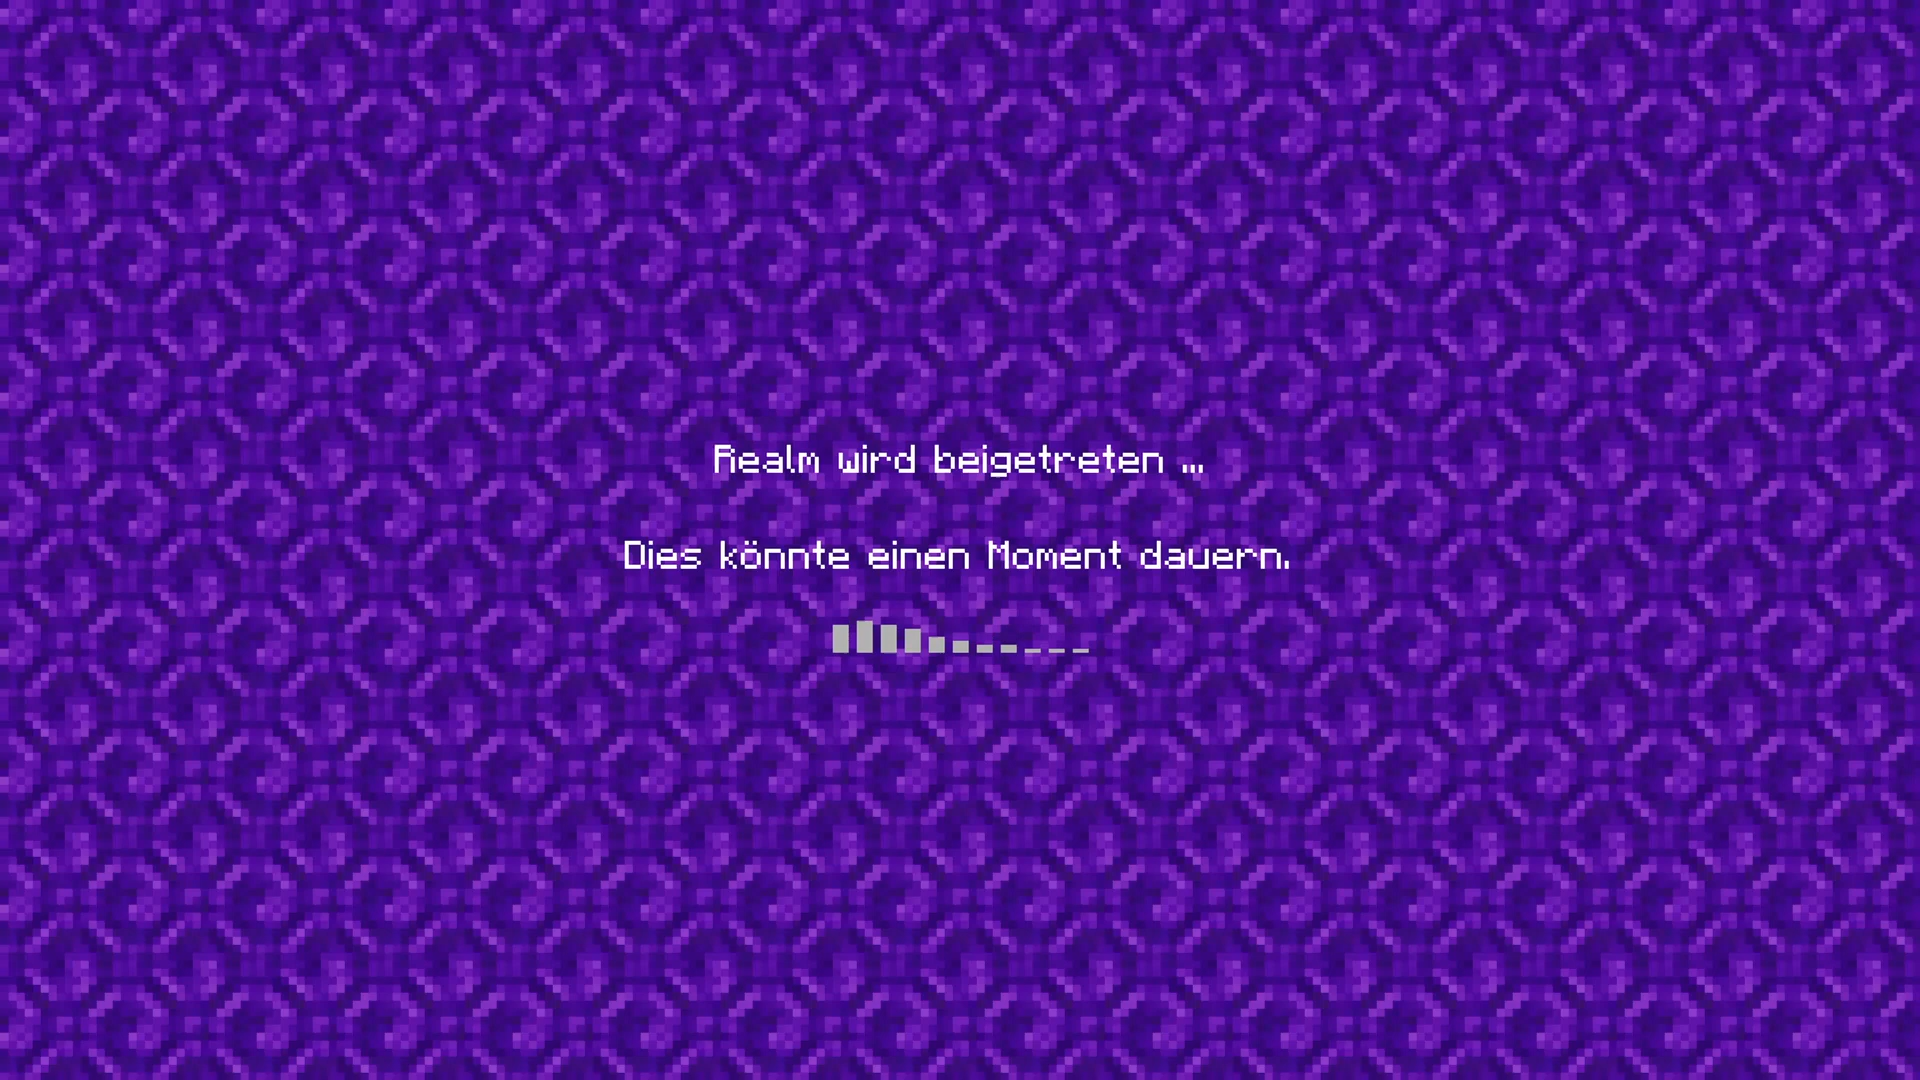 Realm wird beigetreten ...
Dies könnte einen Moment dauern.